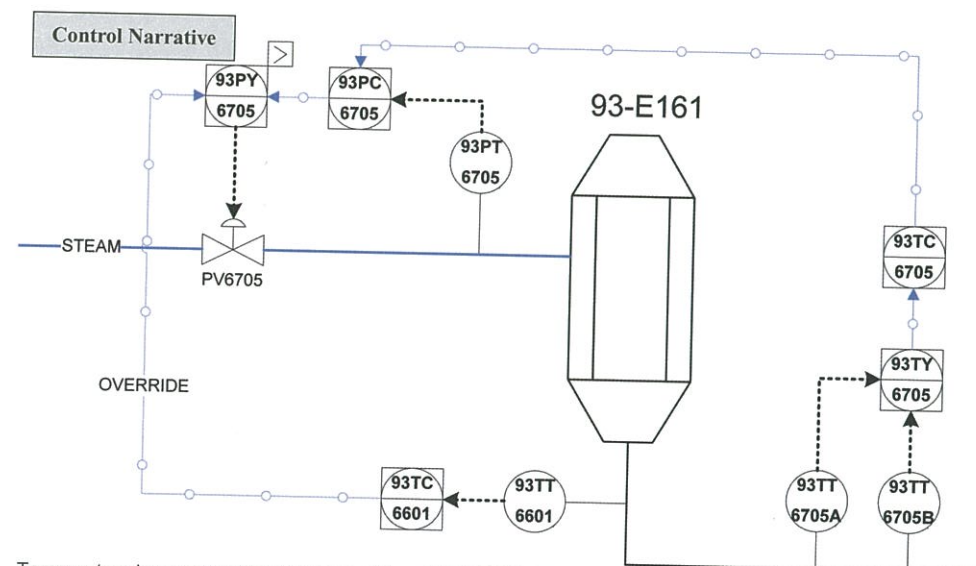 Control Narrative
>
93PY
6705
93PC
6705
93-E161
93PT
6705
STEAM
PV6705
93TC
6705
OVERRIDE
93TY
6705
93TC
6601
93TT
6601
93TT
6705A
93TT
6705B